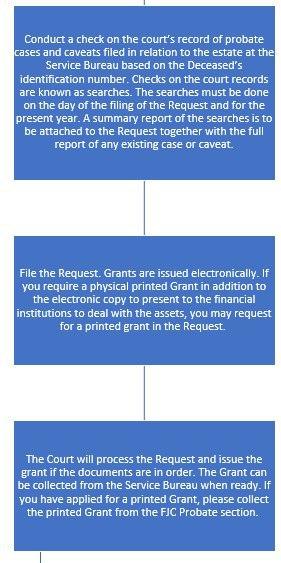 Conduct a check on the court's record of probate
cases and caveats filed in relation to the estate at the
Service Bureau based on the Deceased's
identification number. Checks on the court records
are known as searches. The searches must be done
on the day of the filing of the Request and for the
present year. A summary report of the searches is to
be attached to the Request together with the full
report of any existing case or caveat.
File the Request. Grants are issued electronically. If
you require a physical printed Grant in addition to
the electronic copy to present to the financial
institutions to deal with the assets, you may request
for a printed grant in the Request.
The Court will process the Request and issue the
grant if the documents are in order. The Grant can
be collected from the Service Bureau when ready. If
you have applied for a printed Grant, please collect
the printed Grant from the FJC Probate section.